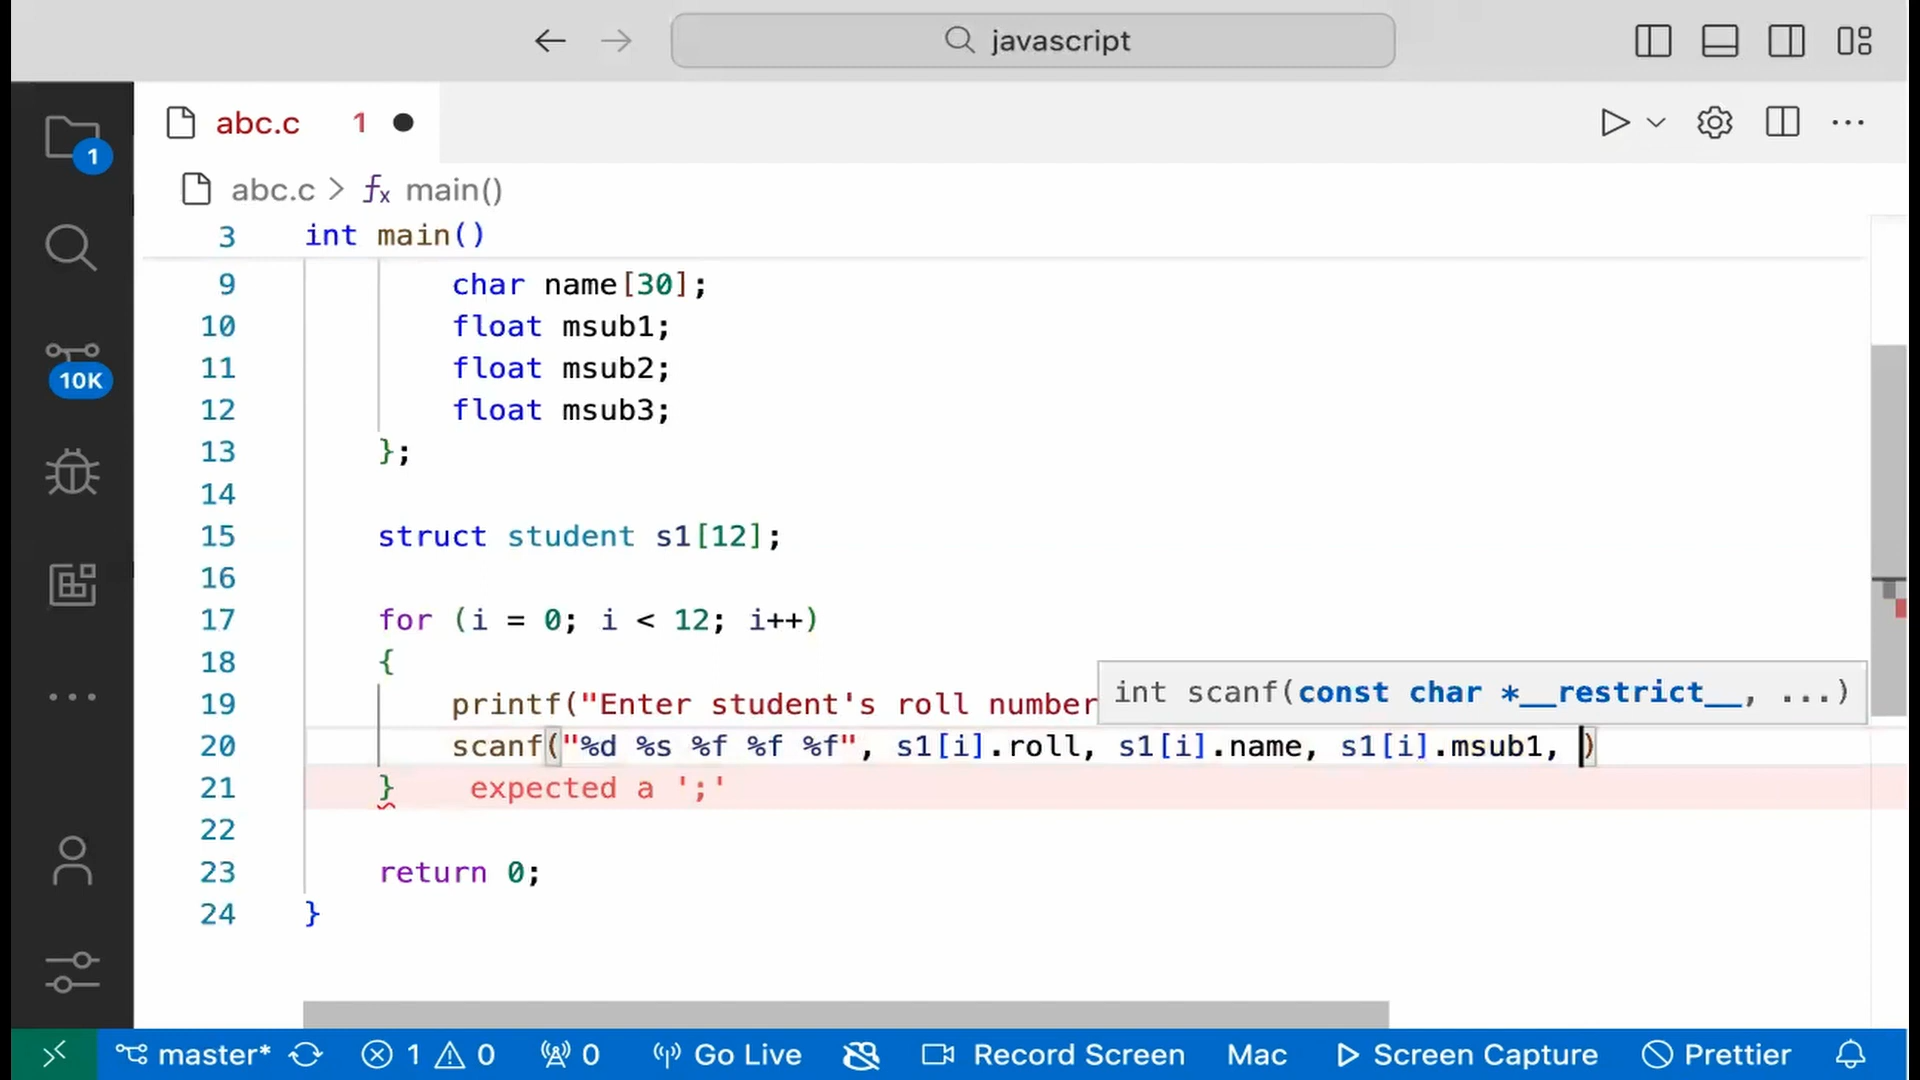 javascript
abc.c 1
1
abc.c > fx main()
3 int main()
9 char name[30];
10 float msub1;
10K
11 float msub2;
12 float msub3;
13 };
14
15 struct student s1[12];
16
17 for (i = 0; i < 12; i++)
18 {
int scanf(const char *__restrict__, ...)
19 printf("Enter student's roll number
20 scanf("%d %s %f %f %f", s1[i].roll, s1[i].name, s1[i].msub1, )
21 } expected a ';'
22
23 return 0;
24 }
master* 1 0 0 Go Live Record Screen Mac Screen Capture Prettier